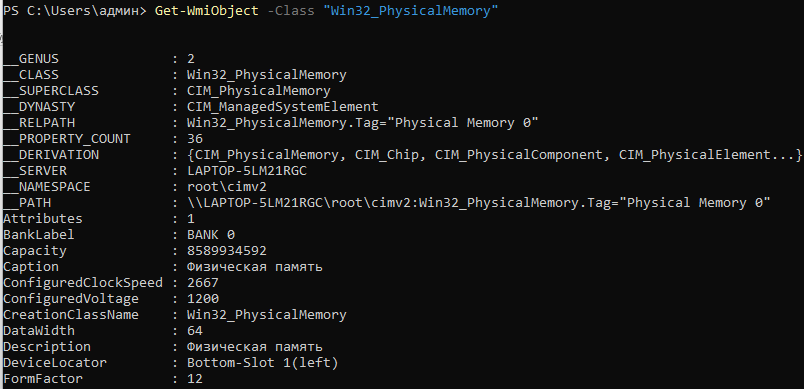 PS C:\Users\админ> Get-WmiObject -Class "Win32_PhysicalMemory"
__GENUS : 2
__CLASS : Win32_PhysicalMemory
__SUPERCLASS : CIM_PhysicalMemory
__DYNASTY : CIM_ManagedSystemElement
__RELPATH : Win32_PhysicalMemory.Tag="Physical Memory 0"
__PROPERTY_COUNT : 36
__DERIVATION : {CIM_PhysicalMemory, CIM_Chip, CIM_PhysicalComponent, CIM_PhysicalElement...}
__SERVER : LAPTOP-5LM21RGC
__NAMESPACE : root\cimv2
__PATH : \\LAPTOP-5LM21RGC\root\cimv2:Win32_PhysicalMemory.Tag="Physical Memory 0"
Attributes : 1
BankLabel : BANK 0
Capacity : 8589934592
Caption : Физическая память
ConfiguredClockSpeed : 2667
ConfiguredVoltage : 1200
CreationClassName : Win32_PhysicalMemory
DataWidth : 64
Description : Физическая память
DeviceLocator : Bottom-Slot 1(left)
FormFactor : 12